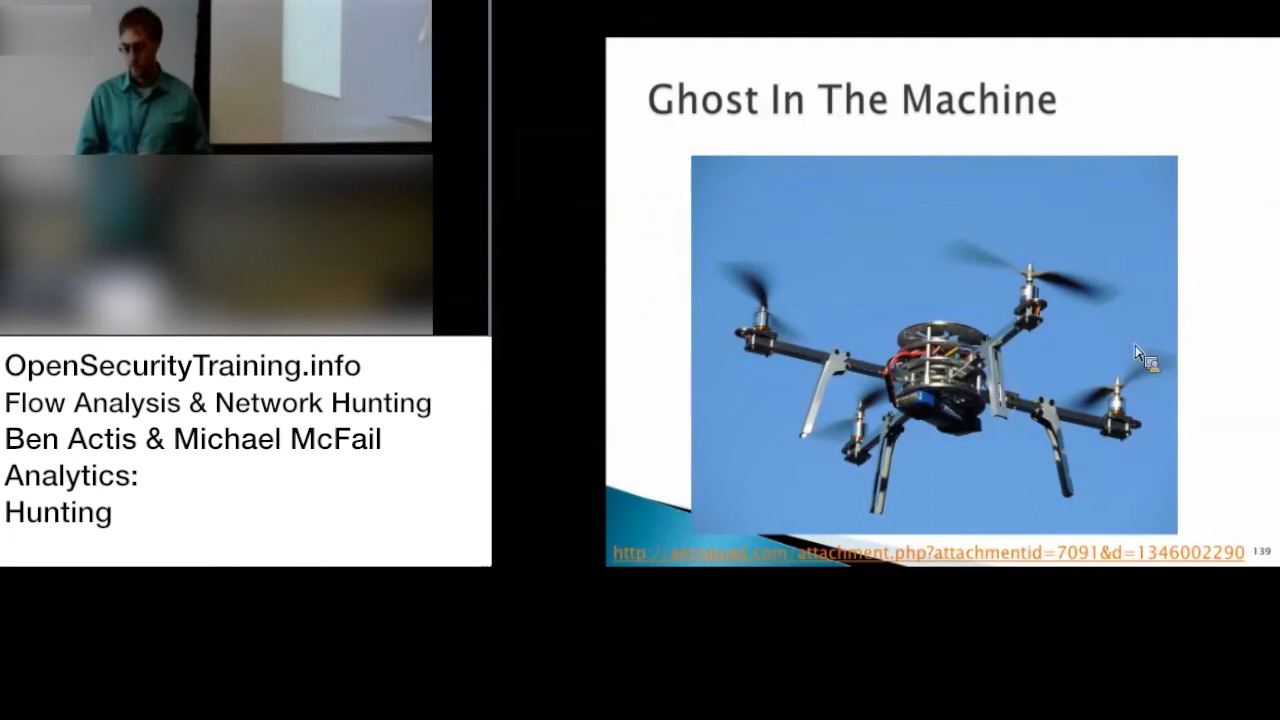 Ghost In The Machine
http://aeroquad.com/attachment.php?attachmentid=7091&d=1346002290
139
OpenSecurityTraining.info
Flow Analysis & Network Hunting
Ben Actis & Michael McFail
Analytics:
Hunting